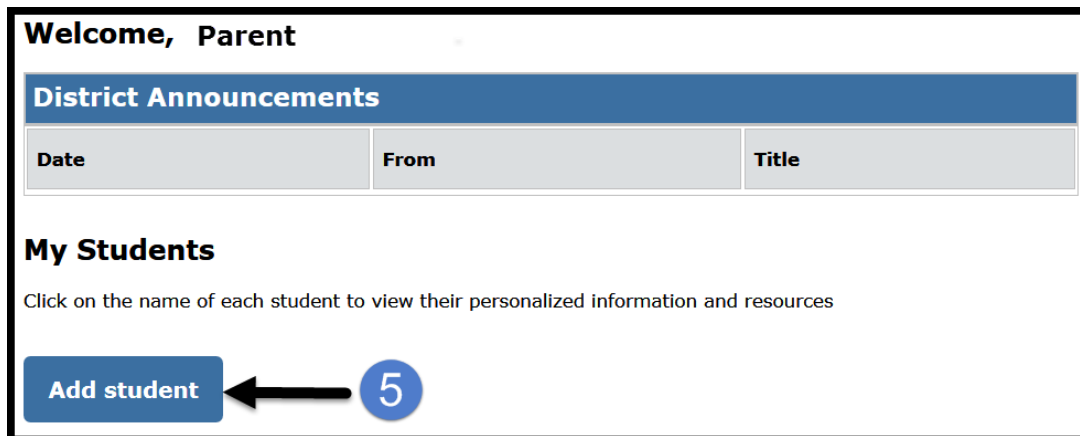 Welcome, Parent
District Announcements
Date From Title
My Students
Click on the name of each student to view their personalized information and resources
Add student 5